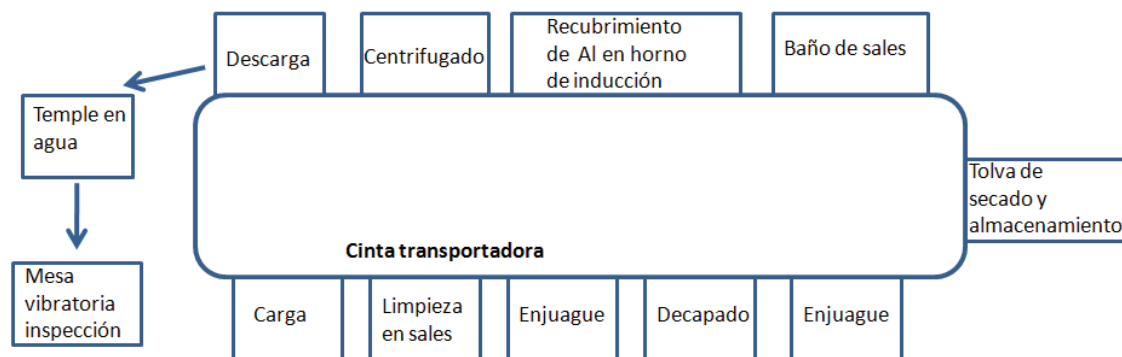 Descarga
Centrifugado
Recubrimiento
de Al en horno
de inducción
Baño de sales
Temple en
agua
Tolva de
secado y
almacenamiento
Cinta transportadora
Mesa
vibratoria
inspección
Carga
Limpieza
en sales
Enjuague
Decapado
Enjuague